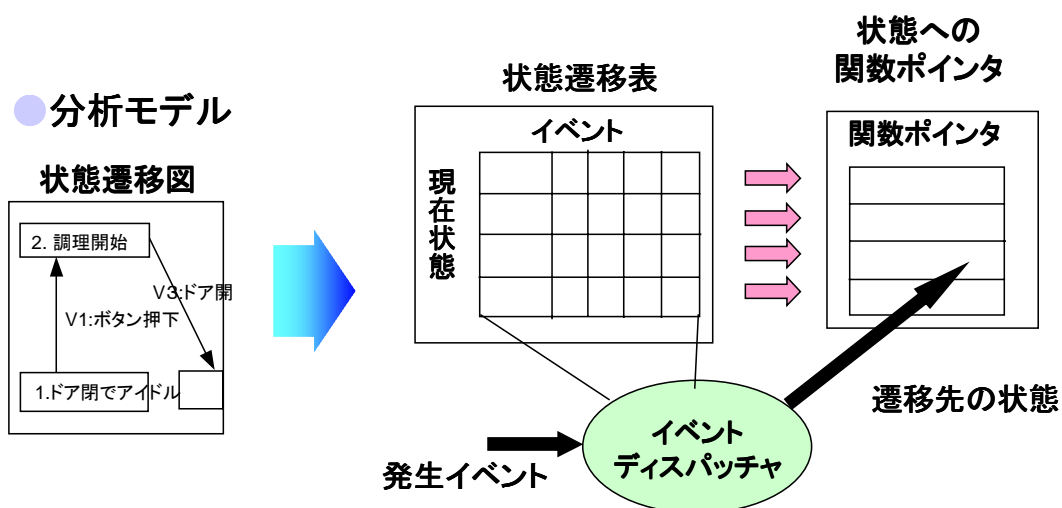 分析モデル
状態遷移図
2. 調理開始
V3:ドア開
V1:ボタン押下
1.ドア閉でアイドル
状態遷移表
イベント
現在状態
状態への
関数ポインタ
関数ポインタ
イベント
ディスパッチャ
発生イベント
遷移先の状態